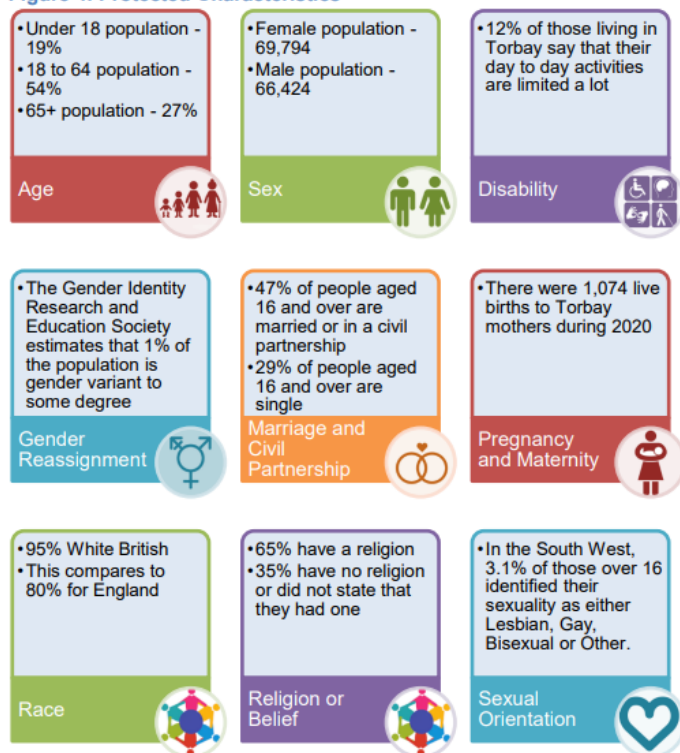 •Under 18 population -
19%
•18 to 64 population -
54%
•65+ population - 27%
Age
•Female population -
69,794
•Male population -
66,424
Sex
•12% of those living in
Torbay say that their
day to day activities
are limited a lot
Disability
•The Gender Identity
Research and
Education Society
estimates that 1% of
the population is
gender variant to
some degree
Gender
Reassignment
•47% of people aged
16 and over are
married or in a civil
partnership
•29% of people aged
16 and over are
single
Marriage and
Civil
Partnership
•There were 1,074 live
births to Torbay
mothers during 2020
Pregnancy
and Maternity
•95% White British
•This compares to
80% for England
Race
•65% have a religion
•35% have no religion
or did not state that
they had one
Religion or
Belief
•In the South West,
3.1% of those over 16
identified their
sexuality as either
Lesbian, Gay,
Bisexual or Other.
Sexual
Orientation